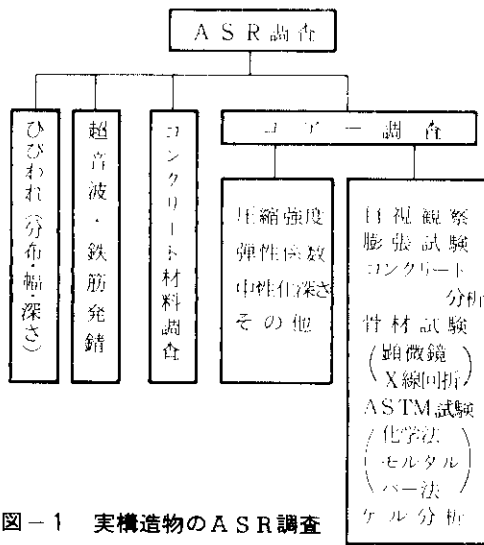 ASR調査
ひびわれ(分布・幅・深さ)
超音波・鉄筋発錆
コンクリート材料調査
コアー調査
圧縮強度
弾性係数
中性化深さ
その他
目視観察
膨張試験
コンクリート
分析
骨材試験
(顕微鏡
X線回折)
ASTM試験
(化学法
モルタル
バー法)
ゲル分析
図-1 実構造物のASR調査